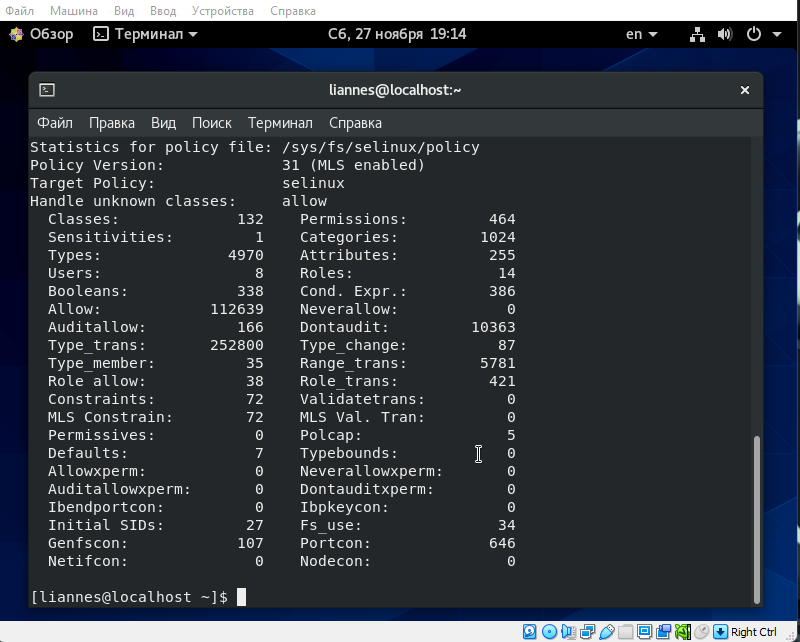 Файл Машина Вид Ввод Устройства Справка
Обзор Терминал Сб, 27 ноября 19:14 en
liannes@localhost:~
Файл Правка Вид Поиск Терминал Справка
Statistics for policy file: /sys/fs/selinux/policy
Policy Version: 31 (MLS enabled)
Target Policy: selinux
Handle unknown classes: allow
Classes: 132 Permissions: 464
Sensitivities: 1 Categories: 1024
Types: 4970 Attributes: 255
Users: 8 Roles: 14
Booleans: 338 Cond. Expr.: 386
Allow: 112639 Neverallow: 0
Auditallow: 166 Dontaudit: 10363
Type_trans: 252800 Type_change: 87
Type_member: 35 Range_trans: 5781
Role allow: 38 Role_trans: 421
Constraints: 72 Validatetrans: 0
MLS Constrain: 72 MLS Val. Tran: 0
Permissives: 0 Polcap: 5
Defaults: 7 Typebounds: 0
Allowxperm: 0 Neverallowxperm: 0
Auditallowxperm: 0 Dontauditxperm: 0
Ibendportcon: 0 Ibpkeycon: 0
Initial SIDs: 27 Fs_use: 34
Genfscon: 107 Portcon: 646
Netifcon: 0 Nodecon: 0
[liannes@localhost ~]$
Right Ctrl